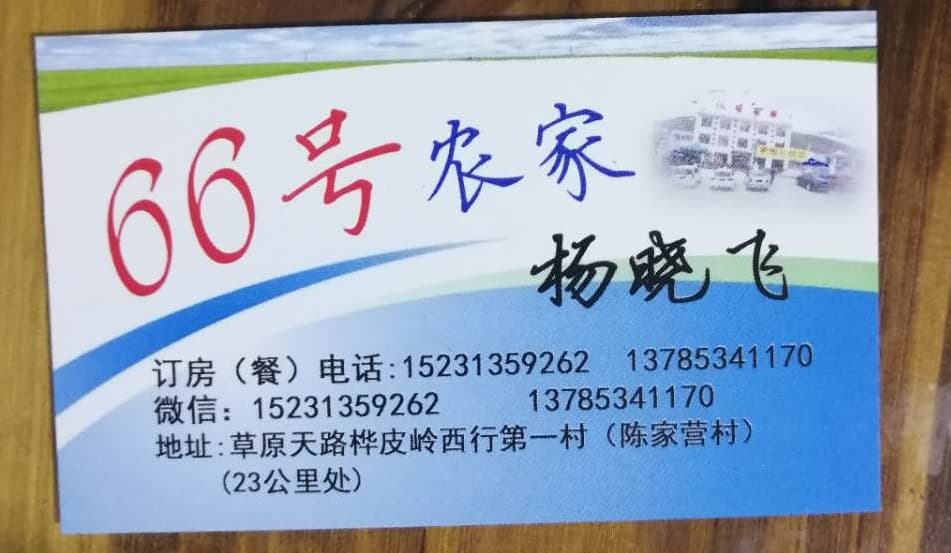 66号农家
杨晓飞
订房（餐）电话:15231359262 13785341170
微信：15231359262 13785341170
地址:草原天路桦皮岭西行第一村（陈家营村）
(23公里处)